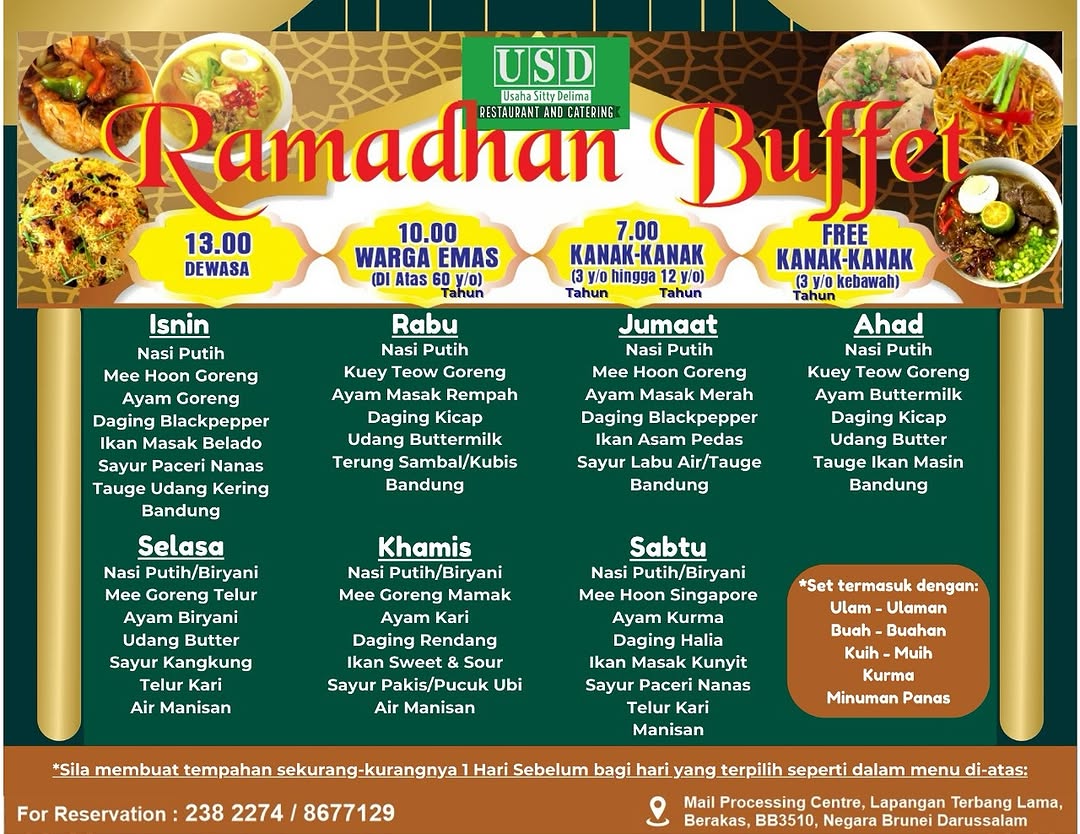 USD
Usaha Sitty Delima
RESTAURANT AND CATERING
Ramadhan Buffet
13.00
DEWASA
10.00
WARGA EMAS
(DI Atas 60 y/o)
Tahun
7.00
KANAK-KANAK
(3 y/o hingga 12 y/o)
Tahun Tahun
FREE
KANAK-KANAK
(3 y/o kebawah)
Tahun
Isnin
Nasi Putih
Mee Hoon Goreng
Ayam Goreng
Daging Blackpepper
Ikan Masak Belado
Sayur Paceri Nanas
Tauge Udang Kering
Bandung
Rabu
Nasi Putih
Kuey Teow Goreng
Ayam Masak Rempah
Daging Kicap
Udang Buttermilk
Terung Sambal/Kubis
Bandung
Jumaat
Nasi Putih
Mee Hoon Goreng
Ayam Masak Merah
Daging Blackpepper
Ikan Asam Pedas
Sayur Labu Air/Tauge
Bandung
Ahad
Nasi Putih
Kuey Teow Goreng
Ayam Buttermilk
Daging Kicap
Udang Butter
Tauge Ikan Masin
Bandung
Selasa
Nasi Putih/Biryani
Mee Goreng Telur
Ayam Biryani
Udang Butter
Sayur Kangkung
Telur Kari
Air Manisan
Khamis
Nasi Putih/Biryani
Mee Goreng Mamak
Ayam Kari
Daging Rendang
Ikan Sweet & Sour
Sayur Pakis/Pucuk Ubi
Air Manisan
Sabtu
Nasi Putih/Biryani
Mee Hoon Singapore
Ayam Kurma
Daging Halia
Ikan Masak Kunyit
Sayur Paceri Nanas
Telur Kari
Manisan
*Set termasuk dengan:
Ulam - Ulaman
Buah - Buahan
Kuih - Muih
Kurma
Minuman Panas
*Sila membuat tempahan sekurang-kurangnya 1 Hari Sebelum bagi hari yang terpilih seperti dalam menu di-atas:
For Reservation : 238 2274 / 8677129
Mail Processing Centre, Lapangan Terbang Lama,
Berakas, BB3510, Negara Brunei Darussalam